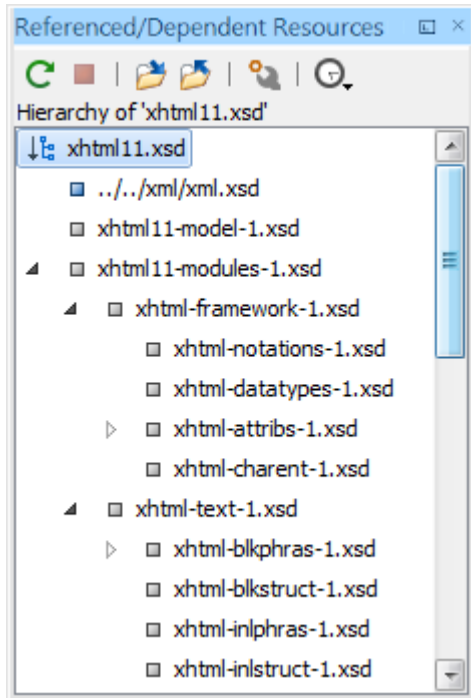 Referenced/Dependent Resources
Hierarchy of 'xhtml11.xsd'
xhtml11.xsd
../../xml/xml.xsd
xhtml11-model-1.xsd
xhtml11-modules-1.xsd
xhtml-framework-1.xsd
xhtml-notations-1.xsd
xhtml-datatypes-1.xsd
xhtml-attribs-1.xsd
xhtml-charent-1.xsd
xhtml-text-1.xsd
xhtml-blkphras-1.xsd
xhtml-blkstruct-1.xsd
xhtml-inlphras-1.xsd
xhtml-inlstruct-1.xsd